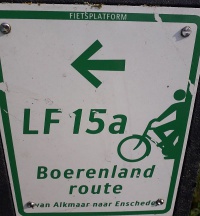 FIETSPLATFORM
LF 15a
Boerenland
route
van Alkmaar naar Enschede